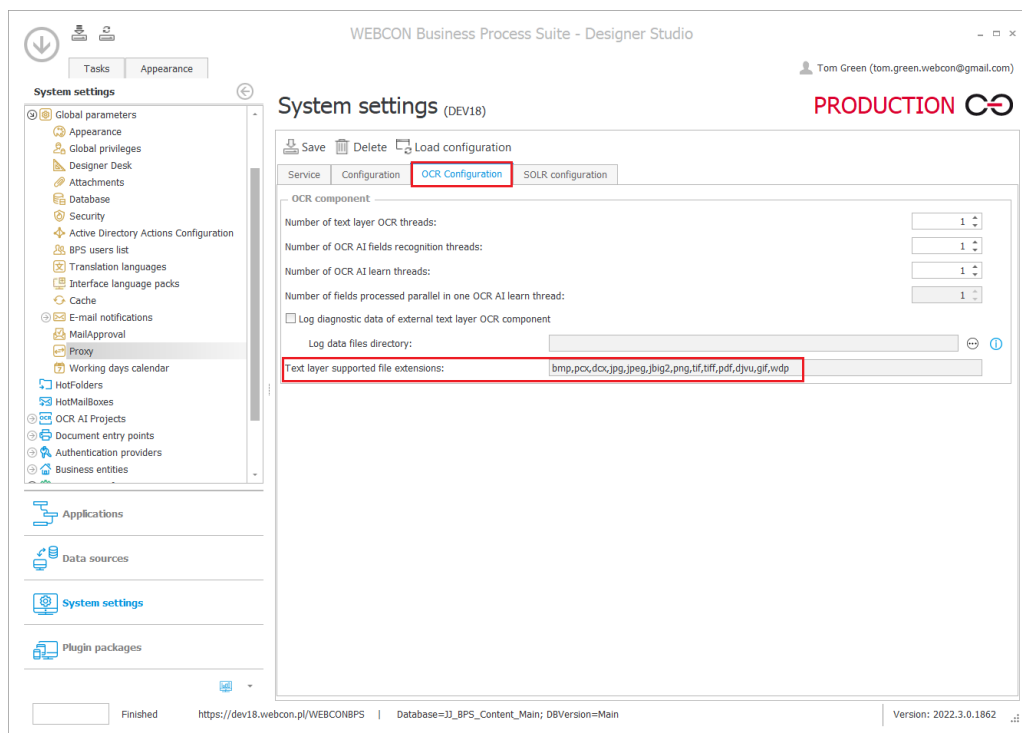 WEBCON Business Process Suite - Designer Studio
Tasks Appearance
Tom Green (tom.green.webcon@gmail.com)
System settings
Global parameters
Appearance
Global privileges
Designer Desk
Attachments
Database
Security
Active Directory Actions Configuration
BPS users list
Translation languages
Interface language packs
Cache
E-mail notifications
MailApproval
Proxy
Working days calendar
HotFolders
HotMailBoxes
OCR AI Projects
Document entry points
Authentication providers
Business entities
Applications
Data sources
System settings
Plugin packages
System settings (DEV18)
PRODUCTION
Save Delete Load configuration
Service Configuration OCR Configuration SOLR configuration
OCR component
Number of text layer OCR threads: 1
Number of OCR AI fields recognition threads: 1
Number of OCR AI learn threads: 1
Number of fields processed parallel in one OCR AI learn thread: 1
Log diagnostic data of external text layer OCR component
Log data files directory:
Text layer supported file extensions: bmp,pcx,dcx,jpg,jpeg,jbig2,png,tif,tiff,pdf,djvu,gif,wdp
Finished https://dev18.webcon.pl/WEBCONBPS | Database=JJ_BPS_Content_Main; DBVersion=Main Version: 2022.3.0.1862